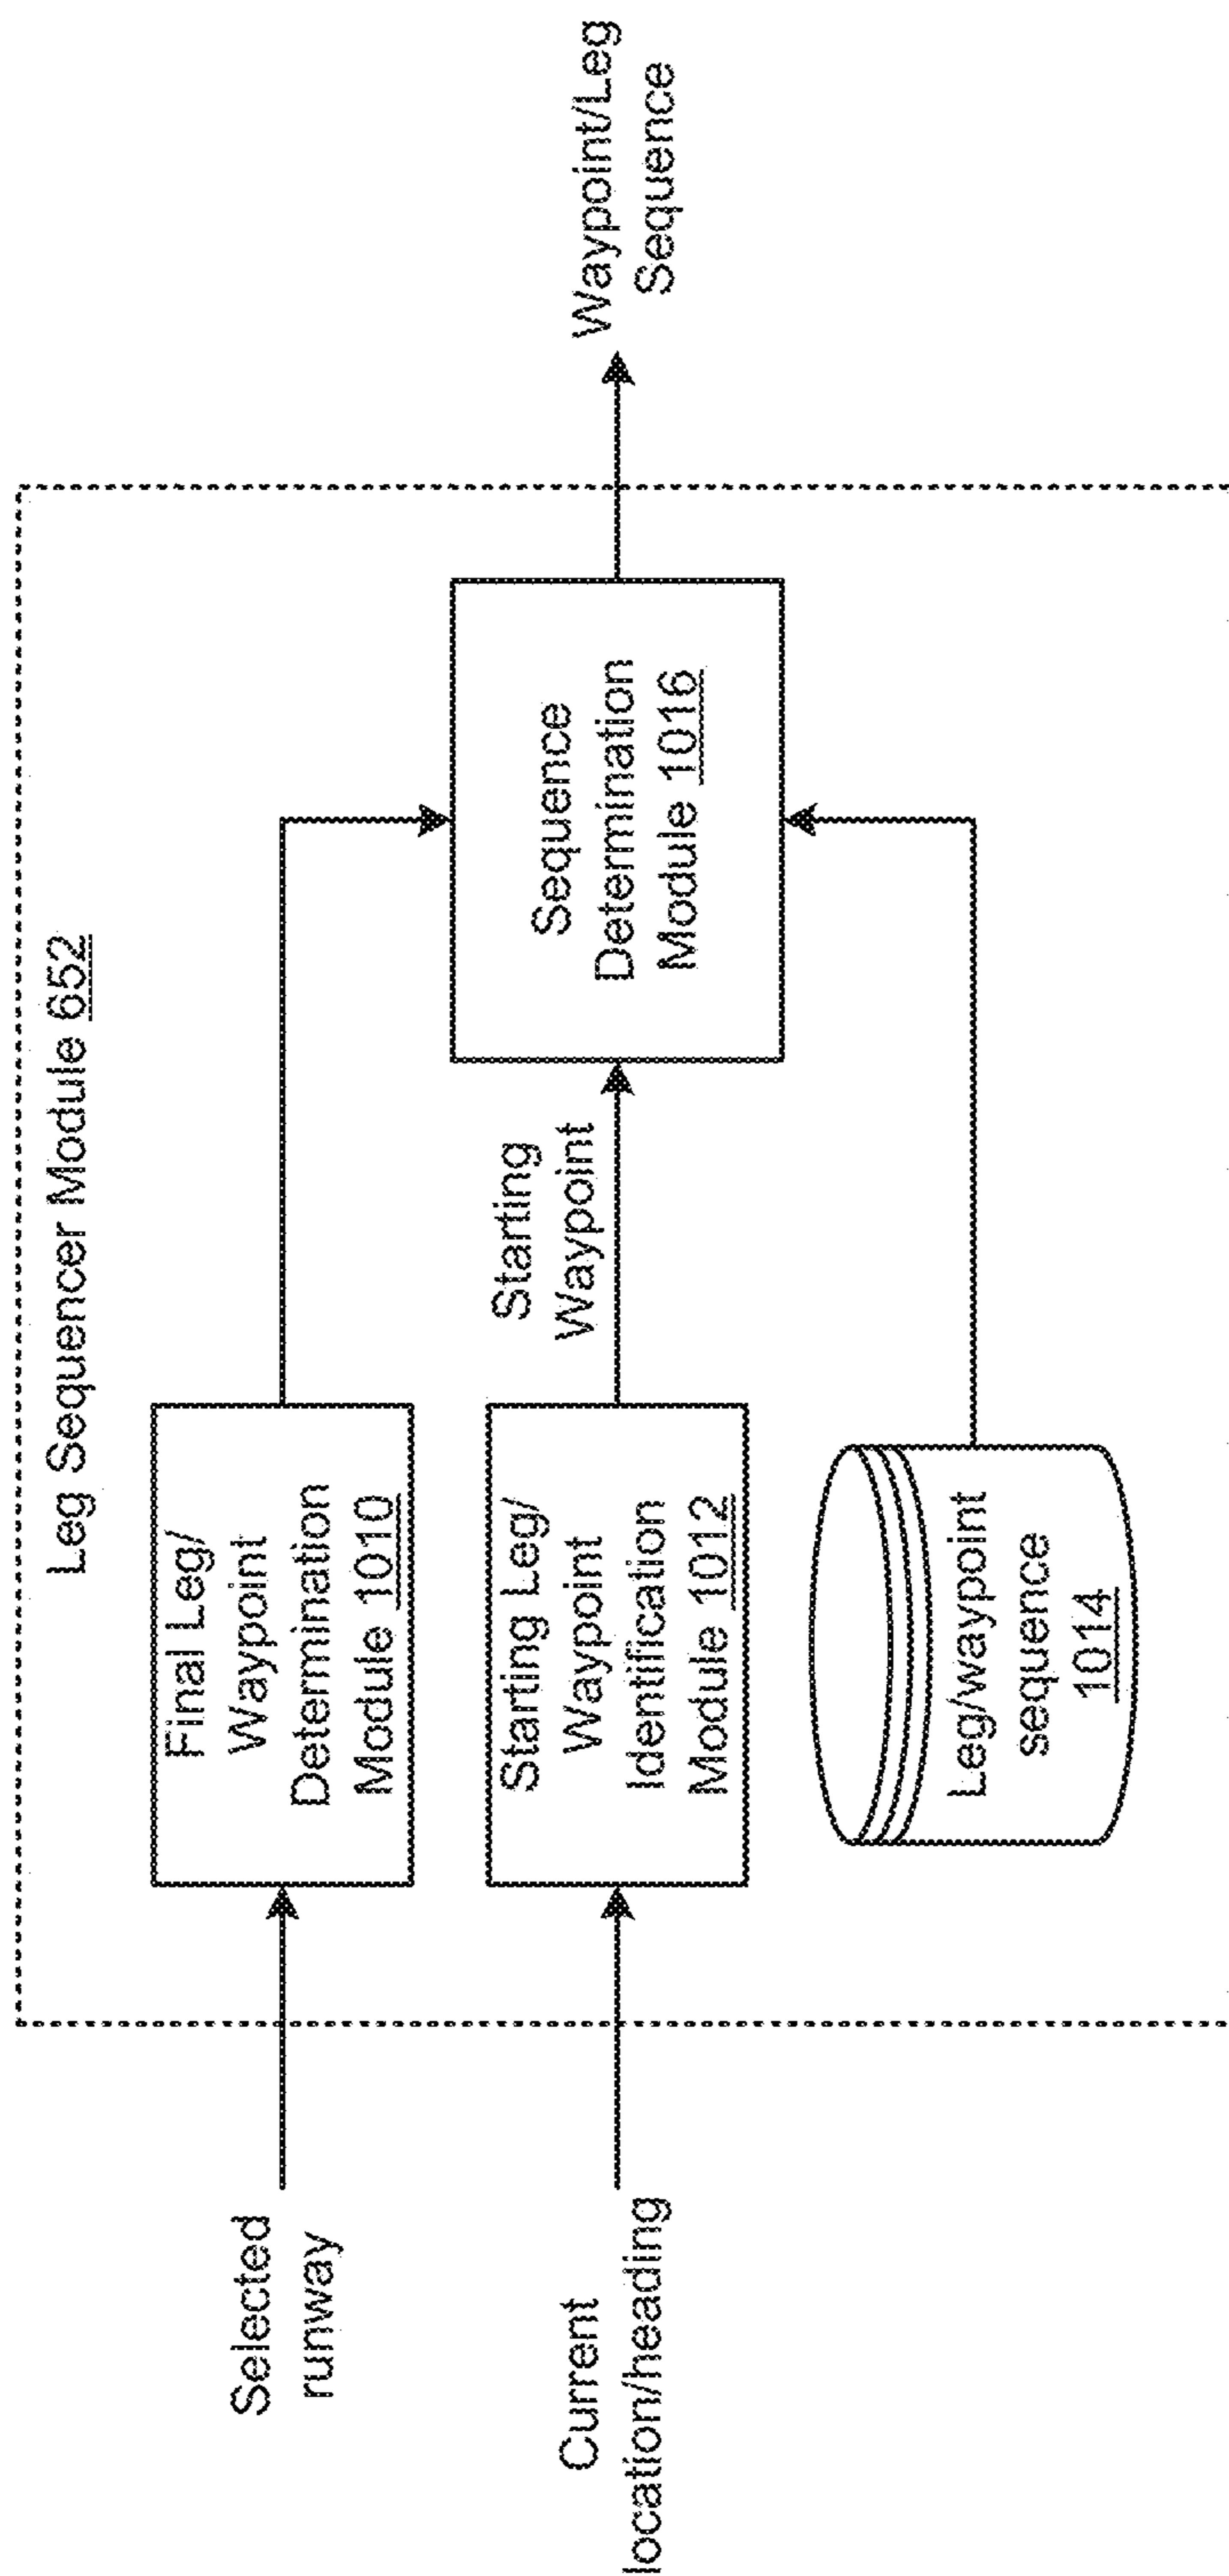 Leg Sequencer Module 652
Selected
runway
Final Leg/
Waypoint
Determination
Module 1010
Current
location/heading
Starting Leg/
Waypoint
Identification
Module 1012
Starting
Waypoint
Leg/waypoint
sequence
1014
Sequence
Determination
Module 1016
Waypoint/Leg
Sequence